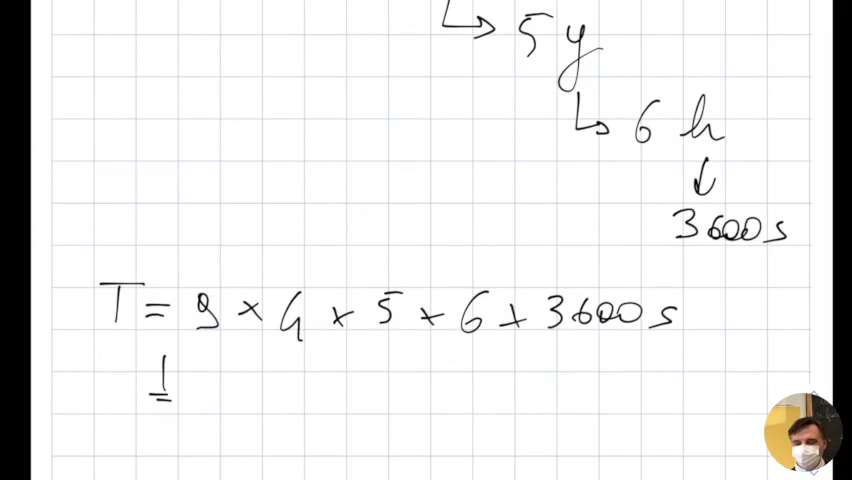 ↳ 5 y
↳ 6 h
↓
3600 s
T = 9 × 4 × 5 × 6 × 3600 s